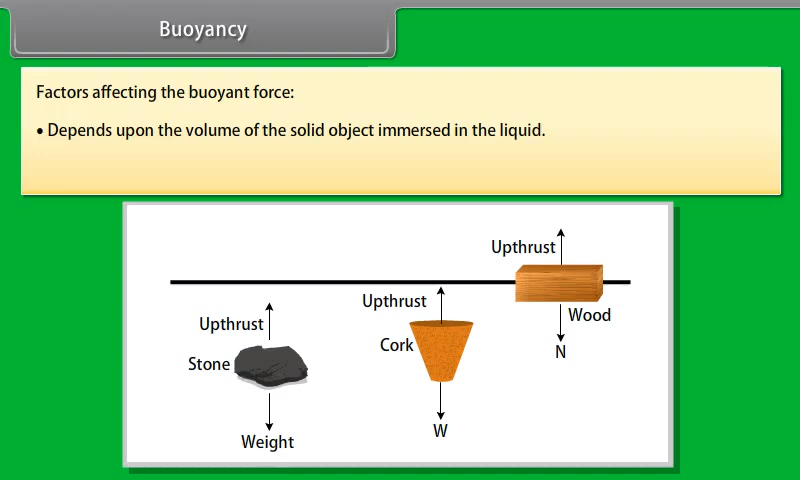 Buoyancy
Factors affecting the buoyant force:
• Depends upon the volume of the solid object immersed in the liquid.
Upthrust
Upthrust
Wood
Upthrust
Cork
N
Stone
W
Weight